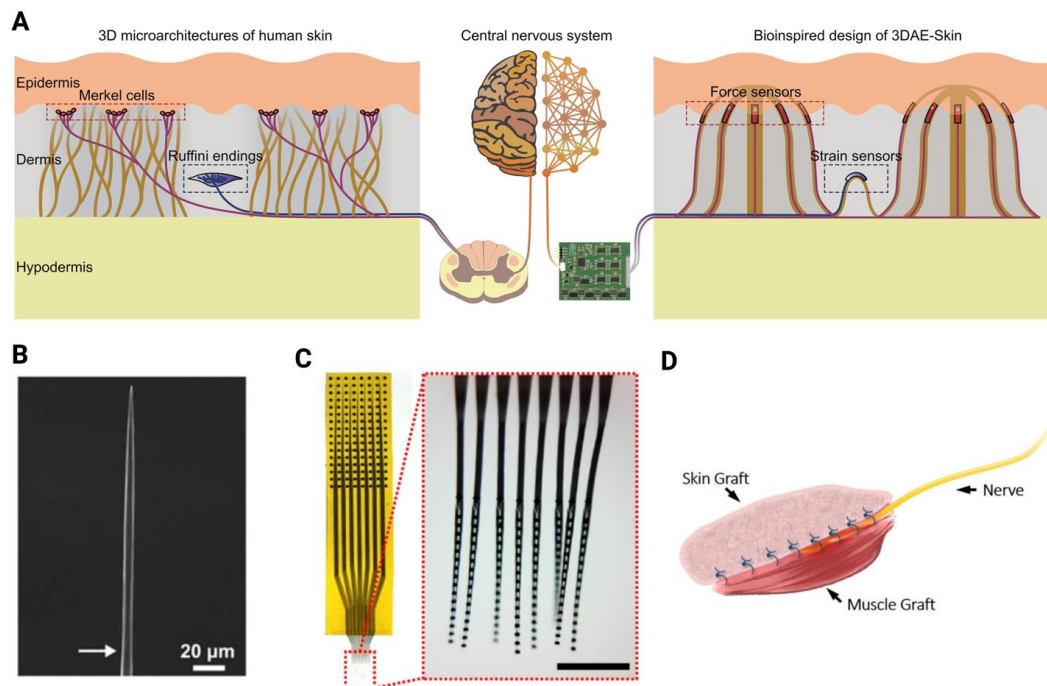 A
3D microarchitectures of human skin
Central nervous system
Bioinspired design of 3DAE-Skin
Epidermis
Merkel cells
Force sensors
Dermis
Ruffini endings
Strain sensors
Hypodermis
B
C
D
20 µm
Skin Graft
Nerve
Muscle Graft